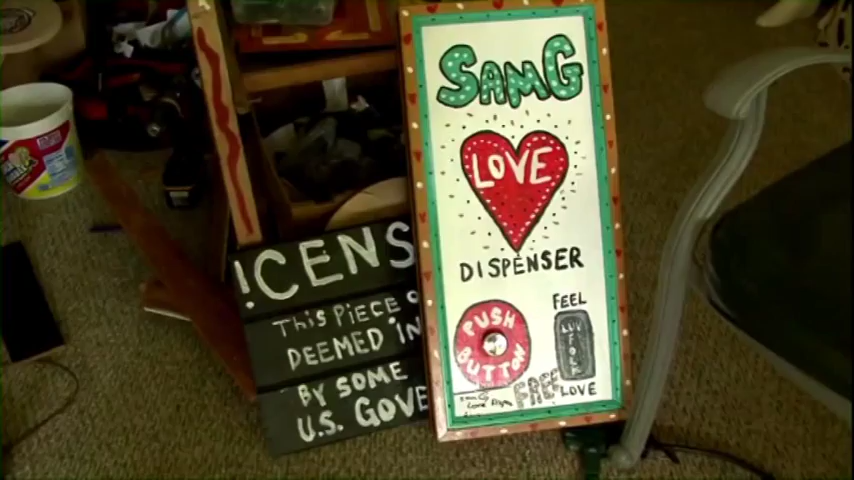 SAMG
LOVE
DISPENSER
PUSH
BUTTON
FEEL
LOVE
FREE
!CENS
THIS PIECE O
DEEMED IN
BY SOME
U.S. GOVE